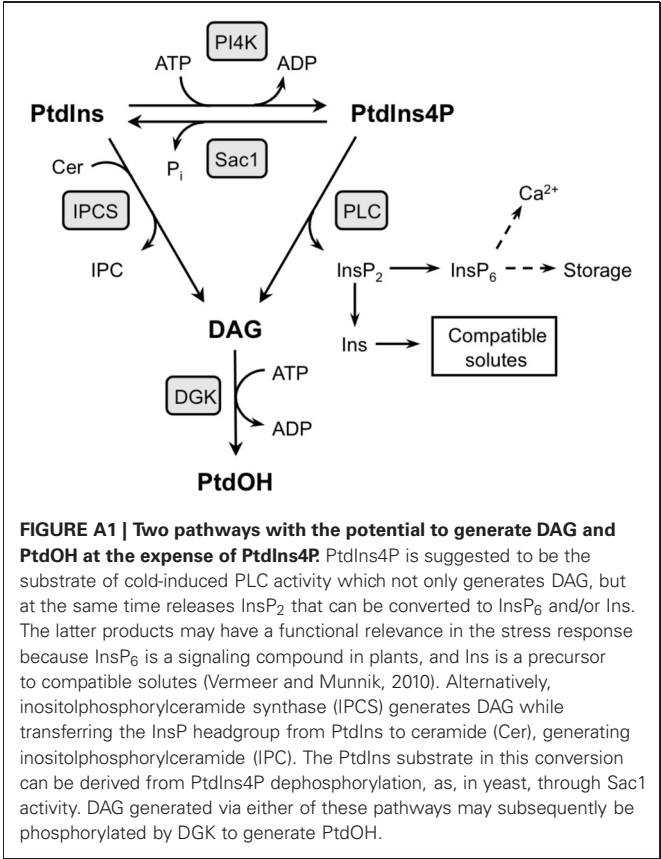 PI4K
ATP ADP
PtdIns PtdIns4P
Cer Pi Sac1
IPCS PLC
Ca²⁺
IPC InsP₂ InsP₆ Storage
DAG Ins Compatible
solutes
ATP
DGK
ADP
PtdOH
FIGURE A1 | Two pathways with the potential to generate DAG and
PtdOH at the expense of PtdIns4P. PtdIns4P is suggested to be the
substrate of cold-induced PLC activity which not only generates DAG, but
at the same time releases InsP₂ that can be converted to InsP₆ and/or Ins.
The latter products may have a functional relevance in the stress response
because InsP₆ is a signaling compound in plants, and Ins is a precursor
to compatible solutes (Vermeer and Munnik, 2010). Alternatively,
inositolphosphorylceramide synthase (IPCS) generates DAG while
transferring the InsP headgroup from PtdIns to ceramide (Cer), generating
inositolphosphorylceramide (IPC). The PtdIns substrate in this conversion
can be derived from PtdIns4P dephosphorylation, as, in yeast, through Sac1
activity. DAG generated via either of these pathways may subsequently be
phosphorylated by DGK to generate PtdOH.